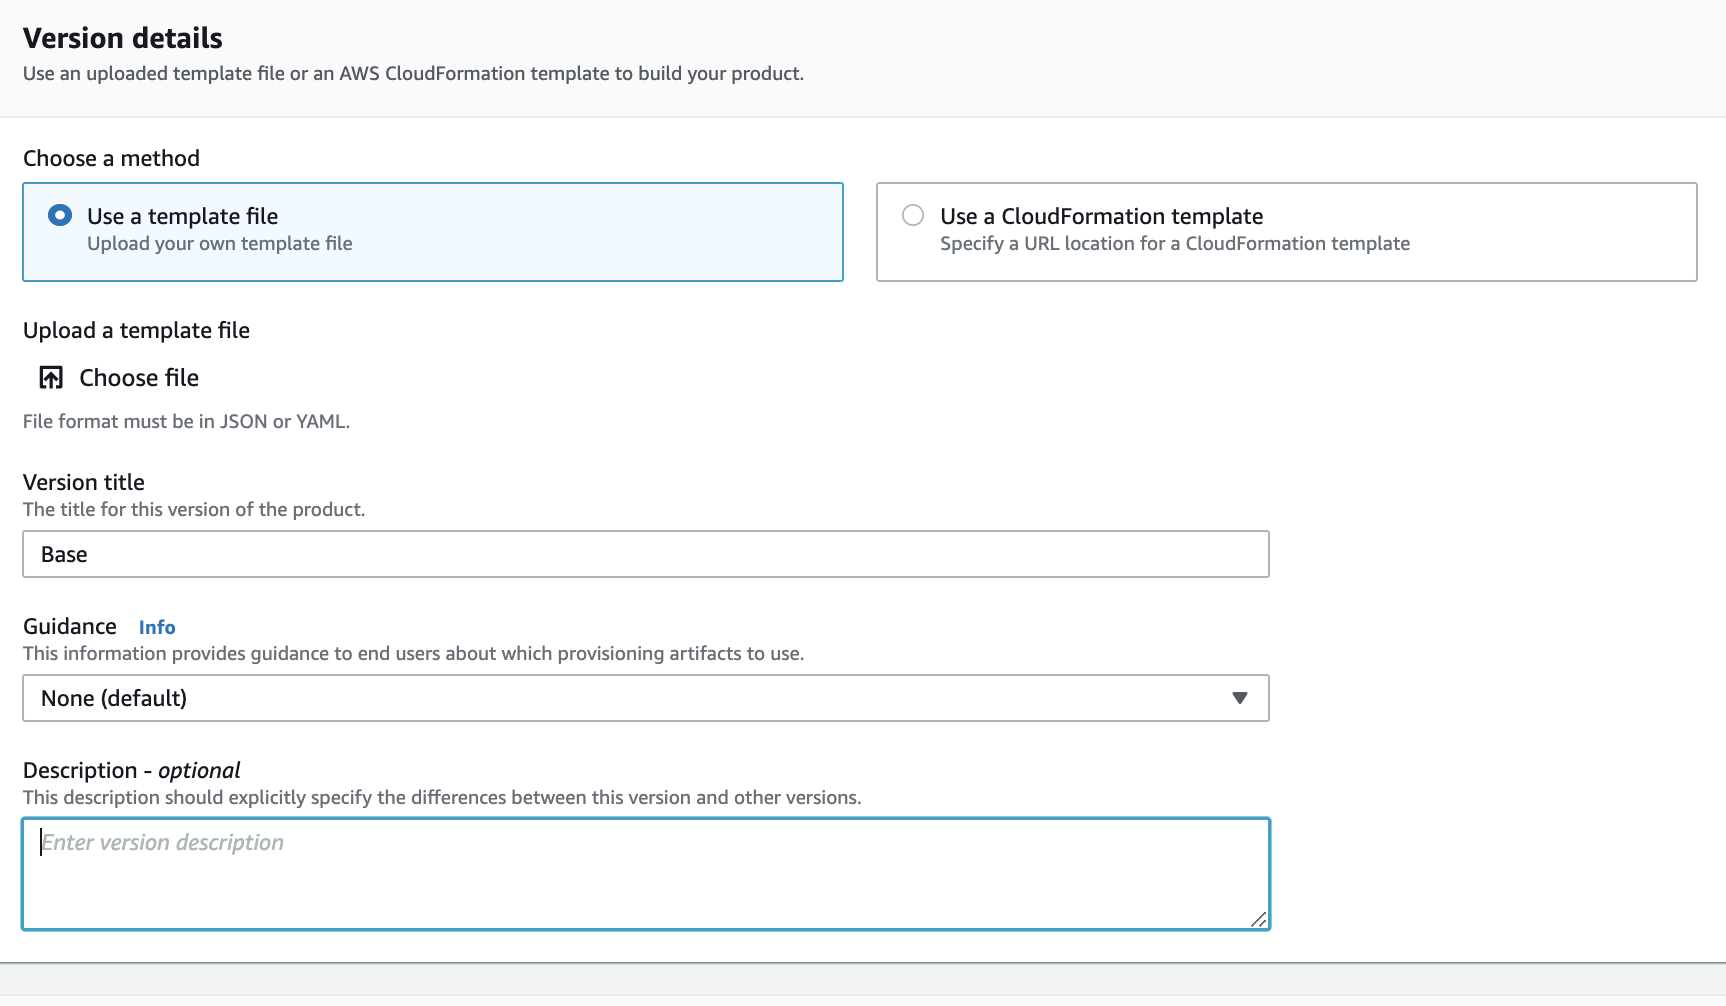 Version details
Use an uploaded template file or an AWS CloudFormation template to build your product.
Choose a method
Use a template file
Upload your own template file
Use a CloudFormation template
Specify a URL location for a CloudFormation template
Upload a template file
Choose file
File format must be in JSON or YAML.
Version title
The title for this version of the product.
Base
Guidance Info
This information provides guidance to end users about which provisioning artifacts to use.
None (default)
Description - optional
This description should explicitly specify the differences between this version and other versions.
Enter version description